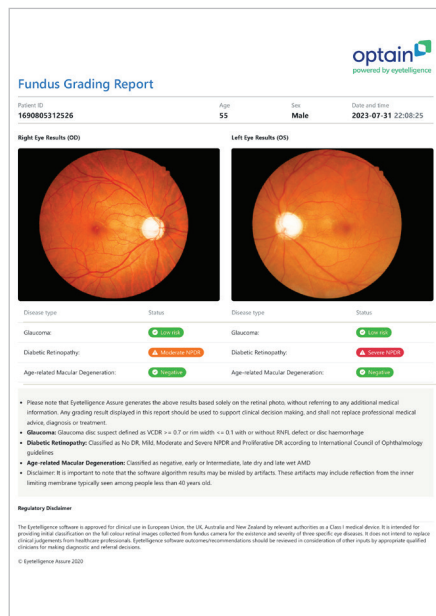 optain
powered by eyetelligence
Fundus Grading Report
Patient ID Age Sex Date and time
1690805312526 55 Male 2023-07-31 22:08:25
Right Eye Results (OD) Left Eye Results (OS)
Disease type Status Disease type Status
Glaucoma: Low risk Glaucoma: Low risk
Diabetic Retinopathy: Moderate NPDR Diabetic Retinopathy: Severe NPDR
Age-related Macular Degeneration: Negative Age-related Macular Degeneration: Negative
• Please note that Eyetelligence Assure generates the above results based solely on the retinal photo, without referring to any additional medical
information. Any grading result displayed in this report should be used to support clinical decision making, and shall not replace professional medical
advice, diagnosis or treatment.
• Glaucoma: Glaucoma disc suspect defined as VCDR >= 0.7 or rim width <= 0.1 with or without RNFL defect or disc haemorrhage
• Diabetic Retinopathy: Classified as No DR, Mild, Moderate and Severe NPDR and Proliferative DR according to International Council of Ophthalmology
guidelines
• Age-related Macular Degeneration: Classified as negative, early or Intermediate, late dry and late wet AMD
• Disclaimer: It is important to note that the software algorithm results may be misled by artifacts. These artifacts may include reflection from the inner
limiting membrane typically seen among people less than 40 years old.
Regulatory Disclaimer
The Eyetelligence software is approved for clinical use in European Union, the UK, Australia and New Zealand by relevant authorities as a Class I medical device. It is intended for
providing initial classification on the full colour retinal images collected from fundus camera for the existence and severity of three specific eye diseases. It does not intend to replace
clinical judgements from healthcare professionals. Eyetelligence software outcomes/recommendations should be reviewed in consideration of other inputs by appropriate qualified
clinicians for making diagnostic and referral decisions.
© Eyetelligence Assure 2020